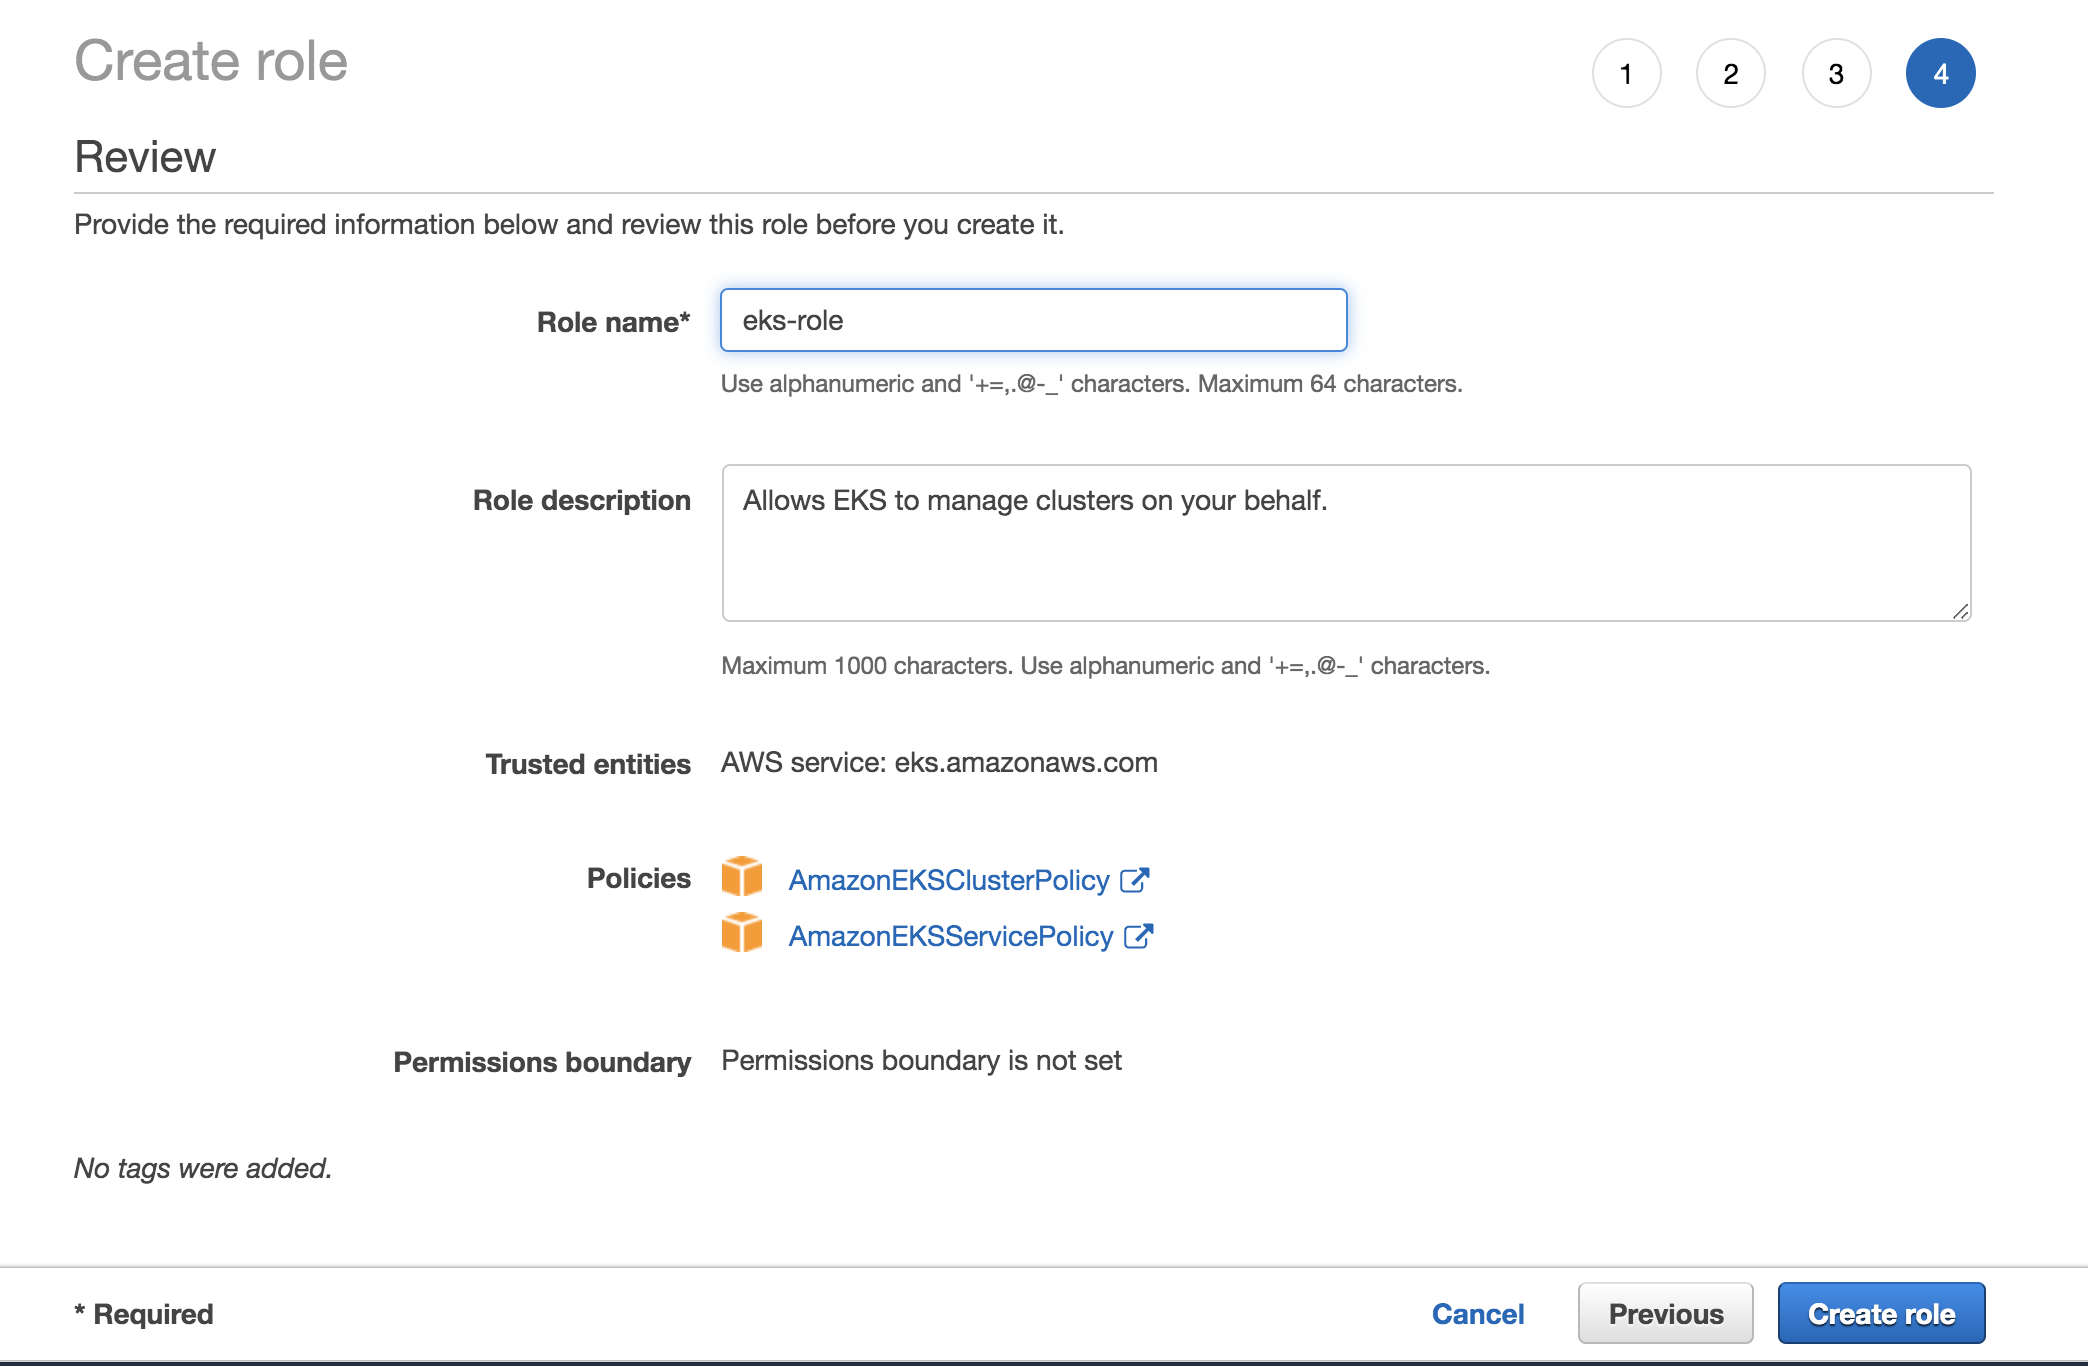 Create role
1 2 3 4
Review
Provide the required information below and review this role before you create it.
Role name* eks-role
Use alphanumeric and '+=,.@-_' characters. Maximum 64 characters.
Role description Allows EKS to manage clusters on your behalf.
Maximum 1000 characters. Use alphanumeric and '+=,.@-_' characters.
Trusted entities AWS service: eks.amazonaws.com
Policies AmazonEKSClusterPolicy
AmazonEKSServicePolicy
Permissions boundary Permissions boundary is not set
No tags were added.
* Required Cancel Previous Create role